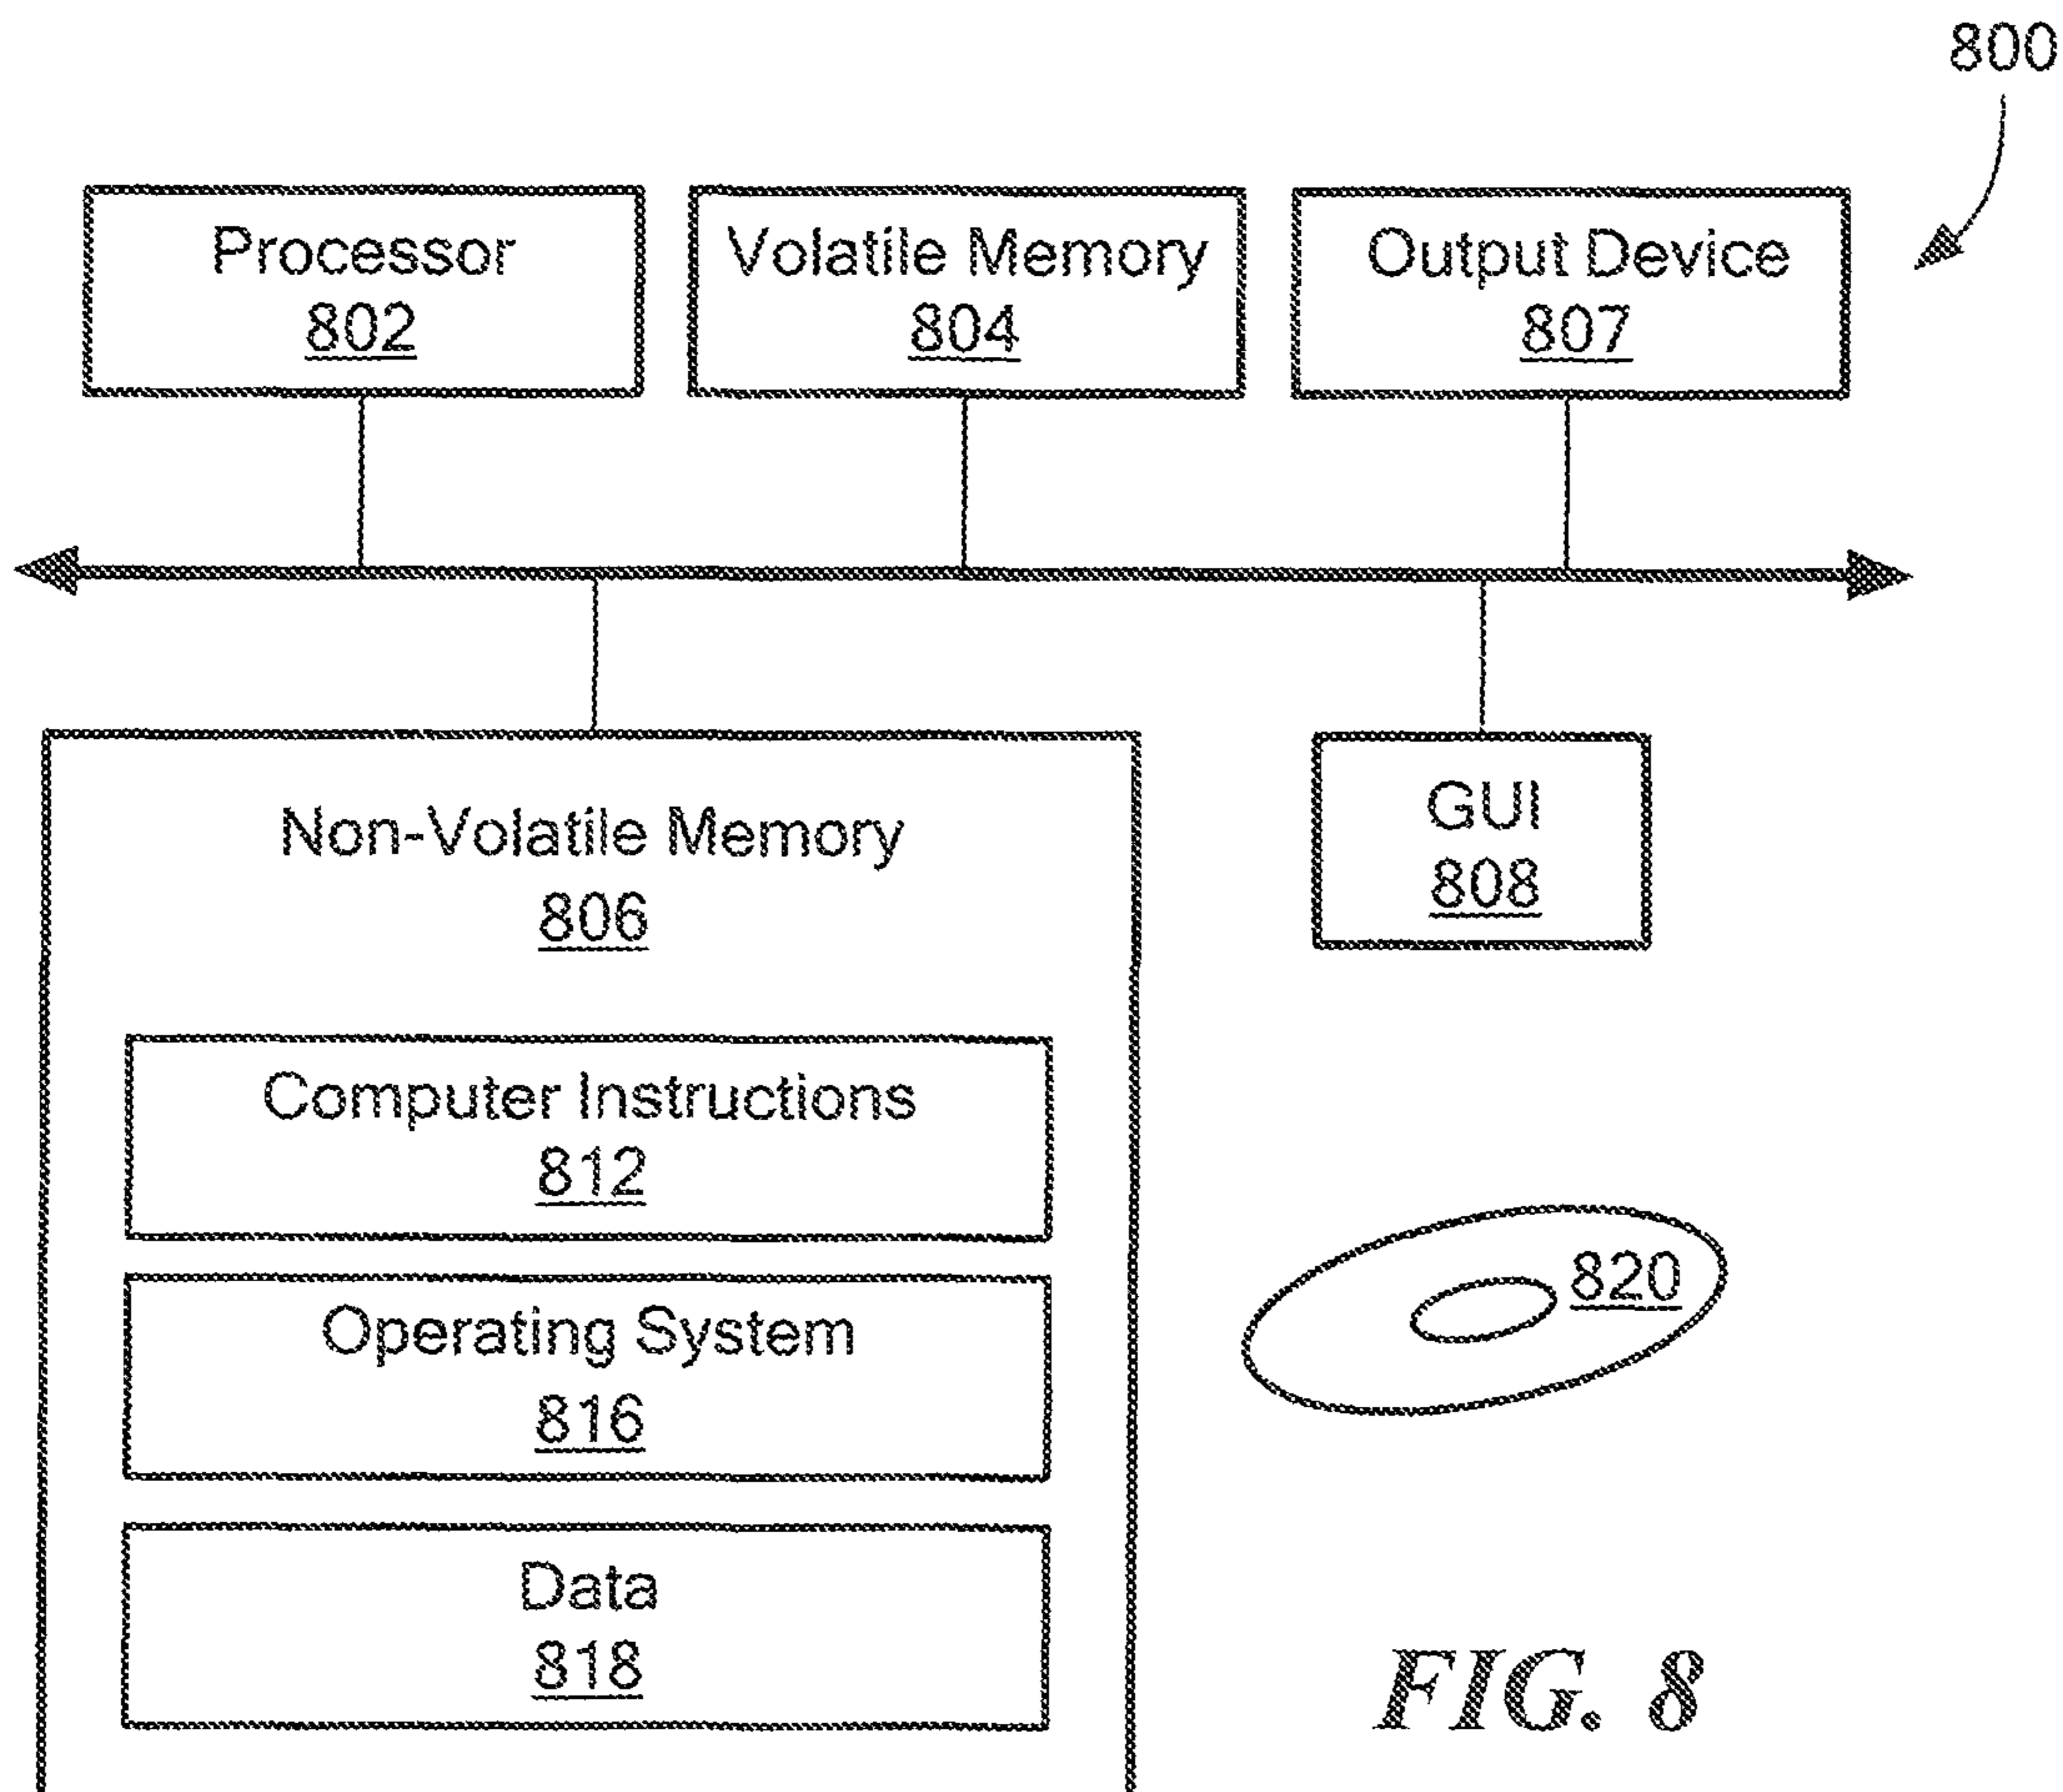 800
Processor
802
Volatile Memory
804
Output Device
807
Non-Volatile Memory
806
GUI
808
Computer Instructions
812
820
Operating System
816
Data
818
FIG. 8